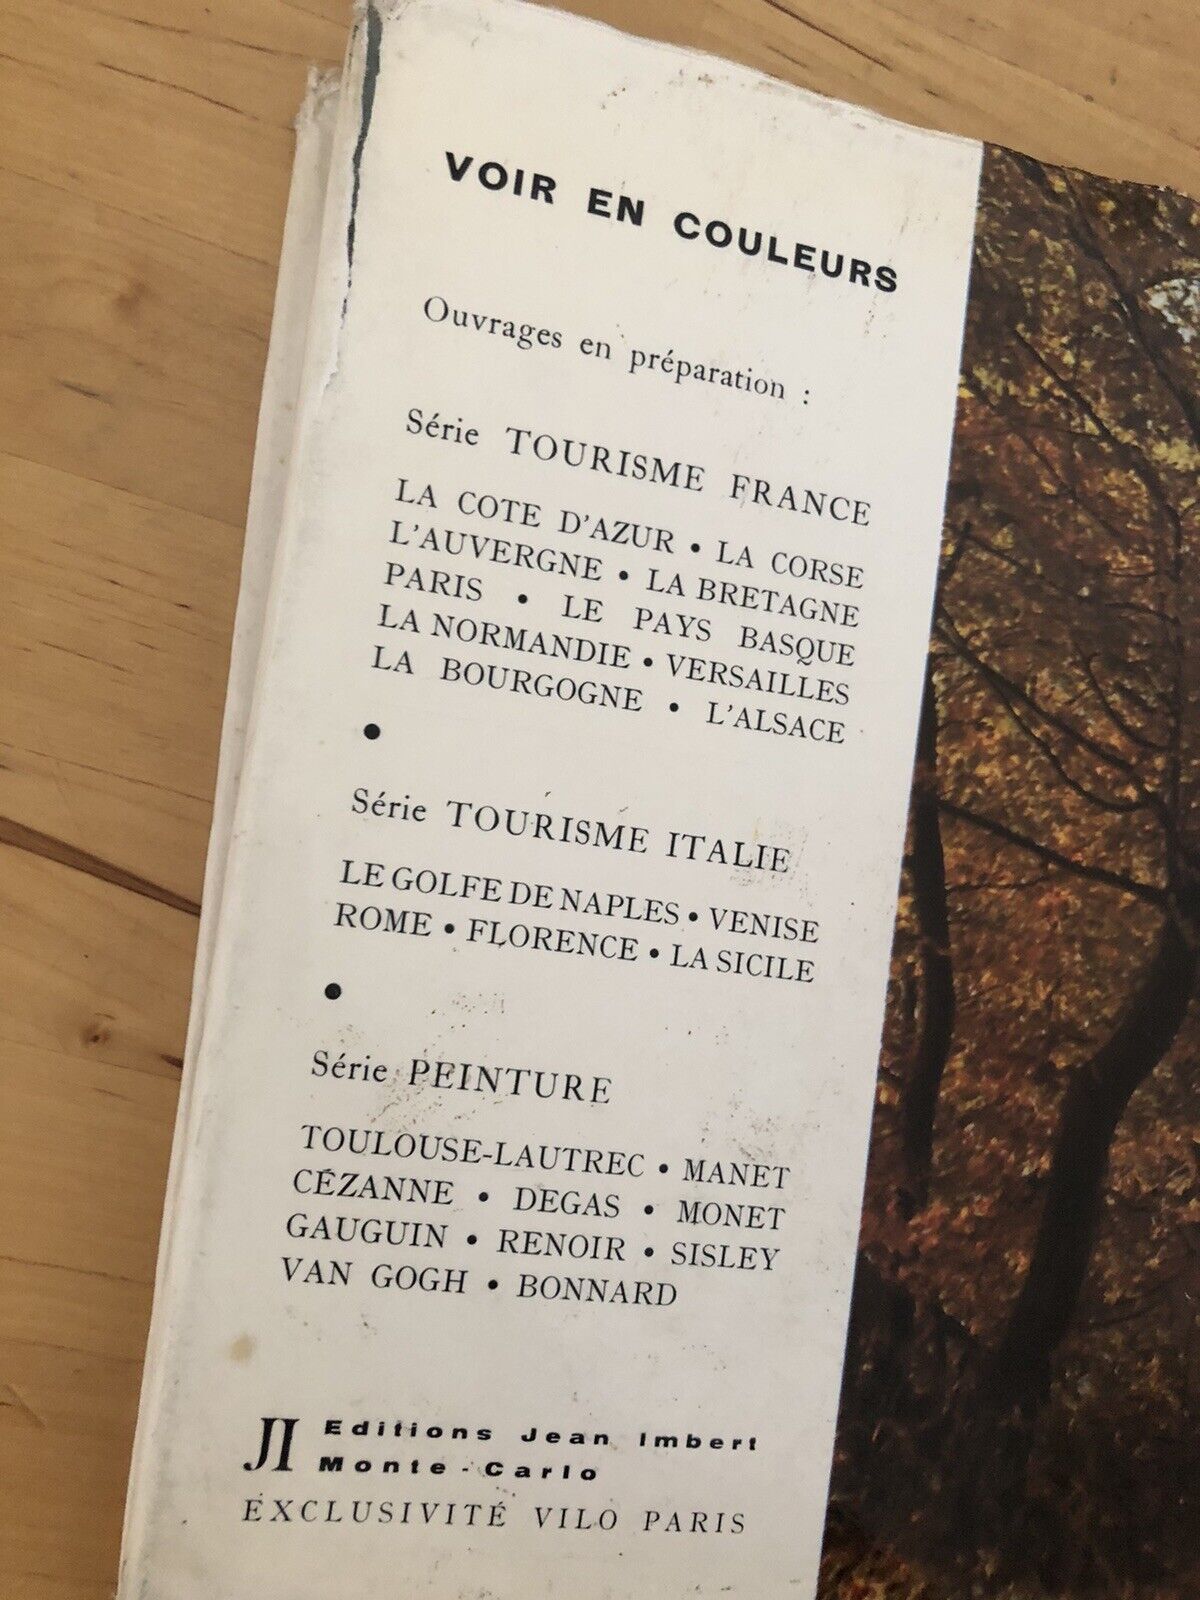 VOIR EN COULEURS
Ouvrages en préparation :
Série TOURISME FRANCE
LA COTE D'AZUR • LA CORSE
L'AUVERGNE • LA BRETAGNE
PARIS • LE PAYS BASQUE
LA NORMANDIE • VERSAILLES
LA BOURGOGNE • L'ALSACE
•
Série TOURISME ITALIE
LE GOLFE DE NAPLES • VENISE
ROME • FLORENCE • LA SICILE
•
Série PEINTURE
TOULOUSE-LAUTREC • MANET
CÉZANNE • DEGAS • MONET
GAUGUIN • RENOIR • SISLEY
VAN GOGH • BONNARD
JI Editions Jean Imbert
Monte-Carlo
EXCLUSIVITÉ VILO PARIS